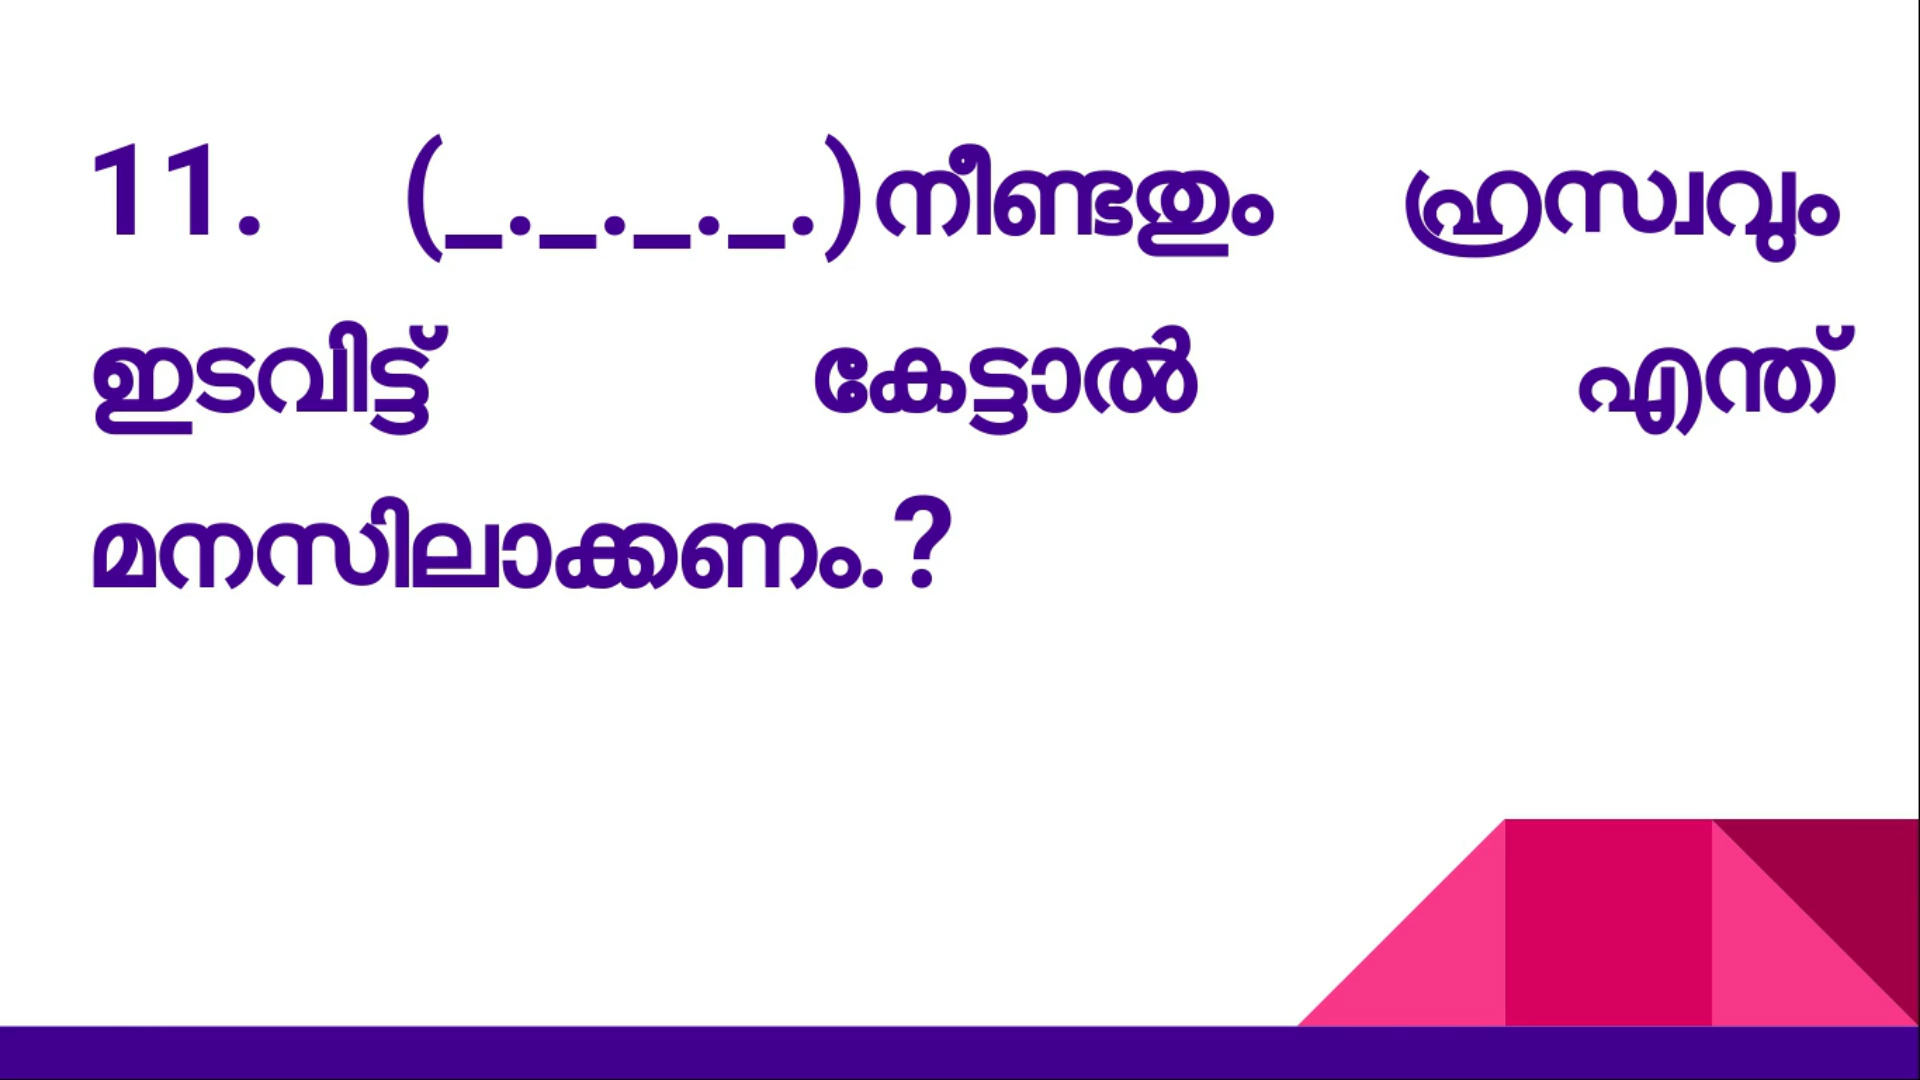 11. (_._._._.)നീണ്ടതും ഹ്രസ്വവും
ഇടവിട്ട് കേട്ടാൽ എന്ത്
മനസിലാക്കണം.?